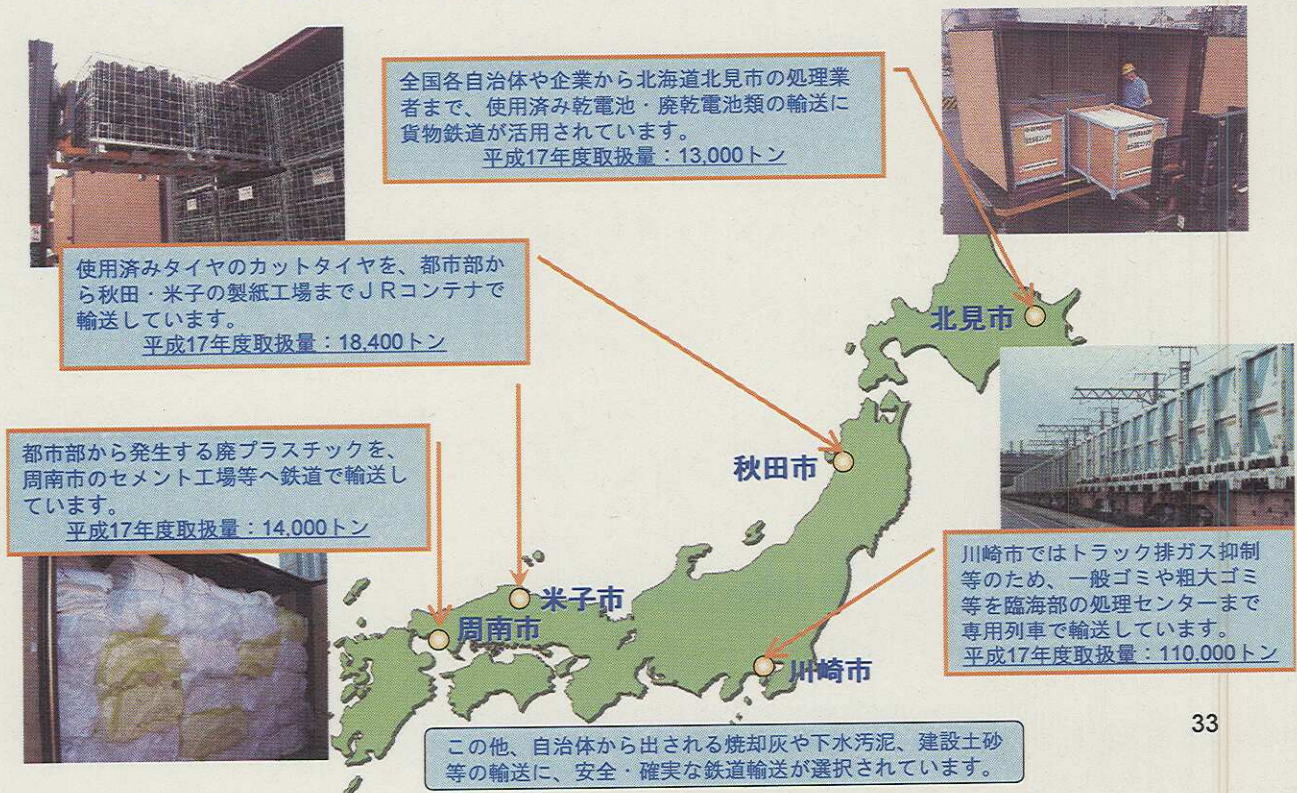 全国各自治体や企業から北海道北見市の処理業
者まで、使用済み乾電池・廃乾電池類の輸送に
貨物鉄道が活用されています。
平成17年度取扱量：13,000トン
使用済みタイヤのカットタイヤを、都市部か
ら秋田・米子の製紙工場までＪＲコンテナで
輸送しています。
平成17年度取扱量：18,400トン
北見市
都市部から発生する廃プラスチックを、
周南市のセメント工場等へ鉄道で輸送し
ています。
平成17年度取扱量：14,000トン
秋田市
川崎市ではトラック排ガス抑制
等のため、一般ゴミや粗大ゴミ
等を臨海部の処理センターまで
専用列車で輸送しています。
平成17年度取扱量：110,000トン
米子市
周南市
川崎市
この他、自治体から出される焼却灰や下水汚泥、建設土砂
等の輸送に、安全・確実な鉄道輸送が選択されています。
33